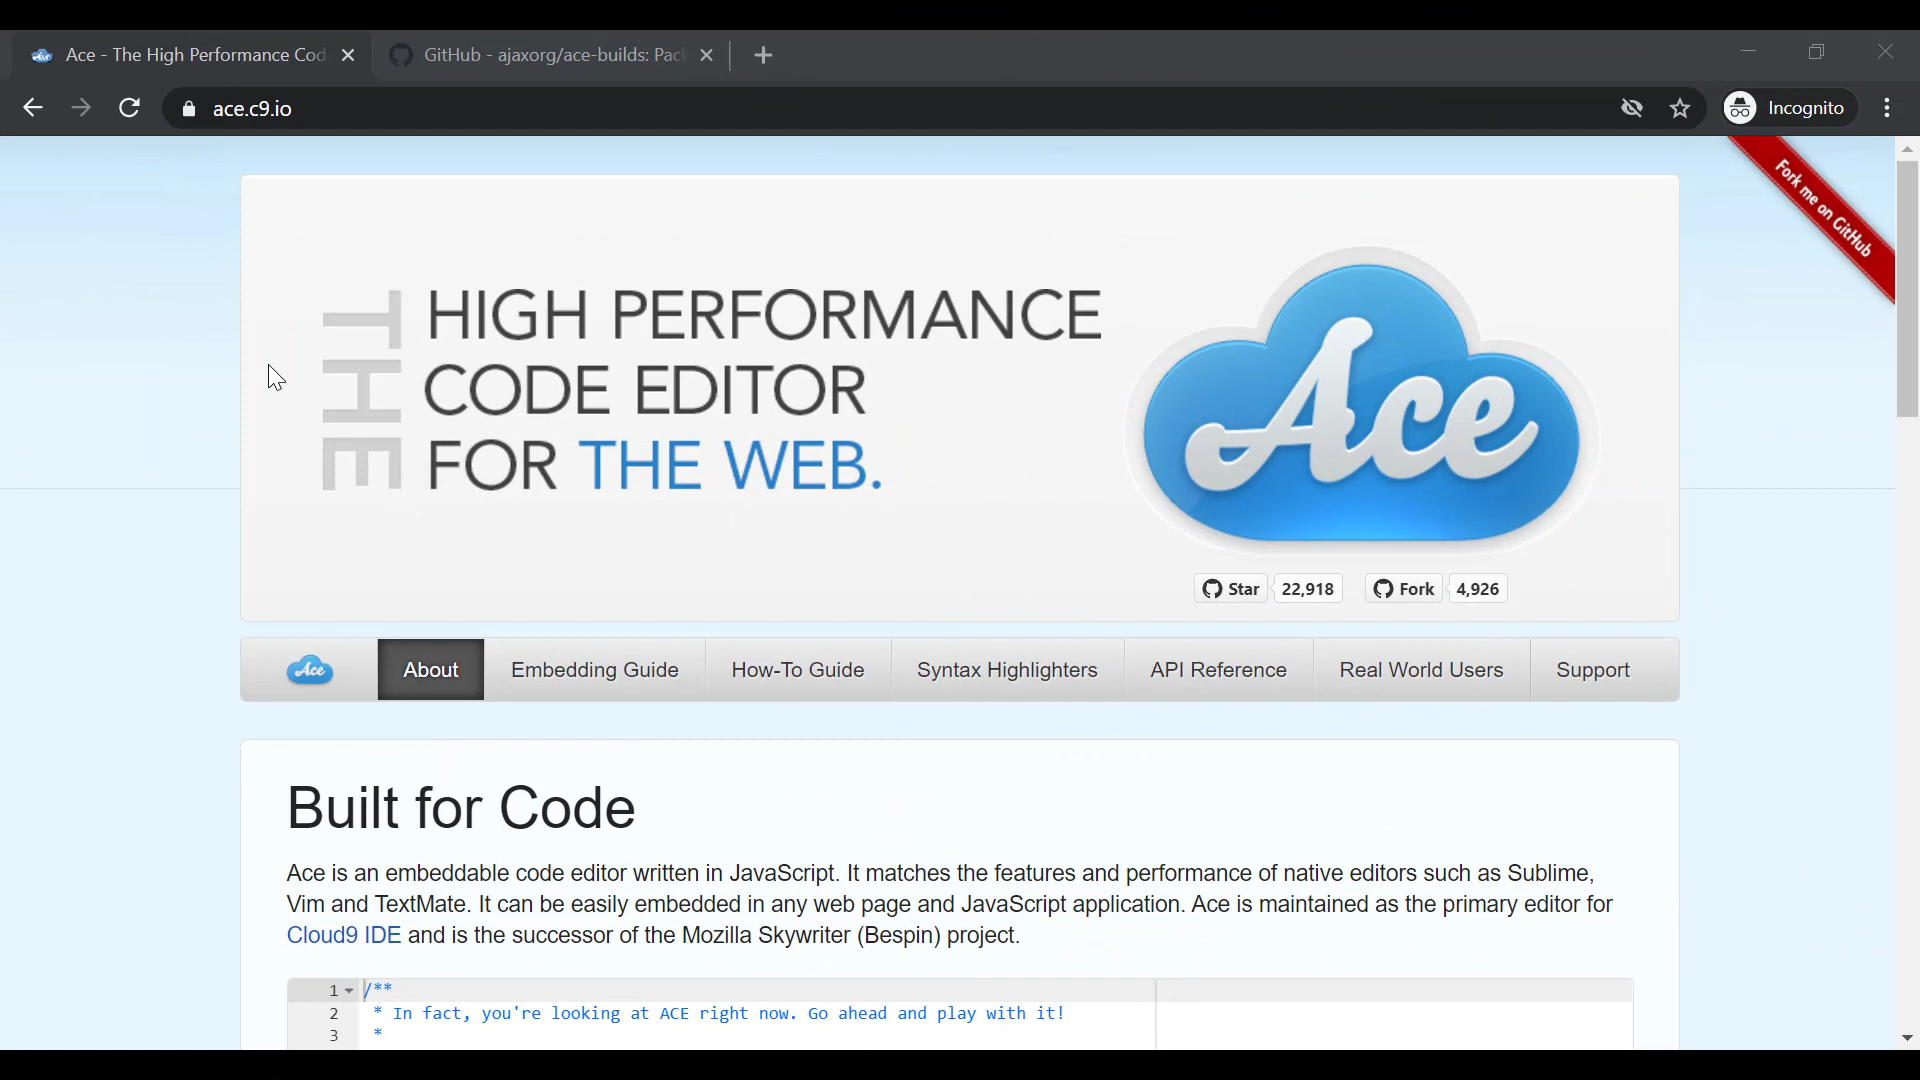 Ace - The High Performance Cod
GitHub - ajaxorg/ace-builds: Pack
ace.c9.io
Incognito
Fork me on GitHub
THE
HIGH PERFORMANCE
CODE EDITOR
FOR THE WEB.
Ace
Star 22,918 Fork 4,926
Ace About Embedding Guide How-To Guide Syntax Highlighters API Reference Real World Users Support
Built for Code
Ace is an embeddable code editor written in JavaScript. It matches the features and performance of native editors such as Sublime,
Vim and TextMate. It can be easily embedded in any web page and JavaScript application. Ace is maintained as the primary editor for
Cloud9 IDE and is the successor of the Mozilla Skywriter (Bespin) project.
1 /**
2 * In fact, you're looking at ACE right now. Go ahead and play with it!
3 *